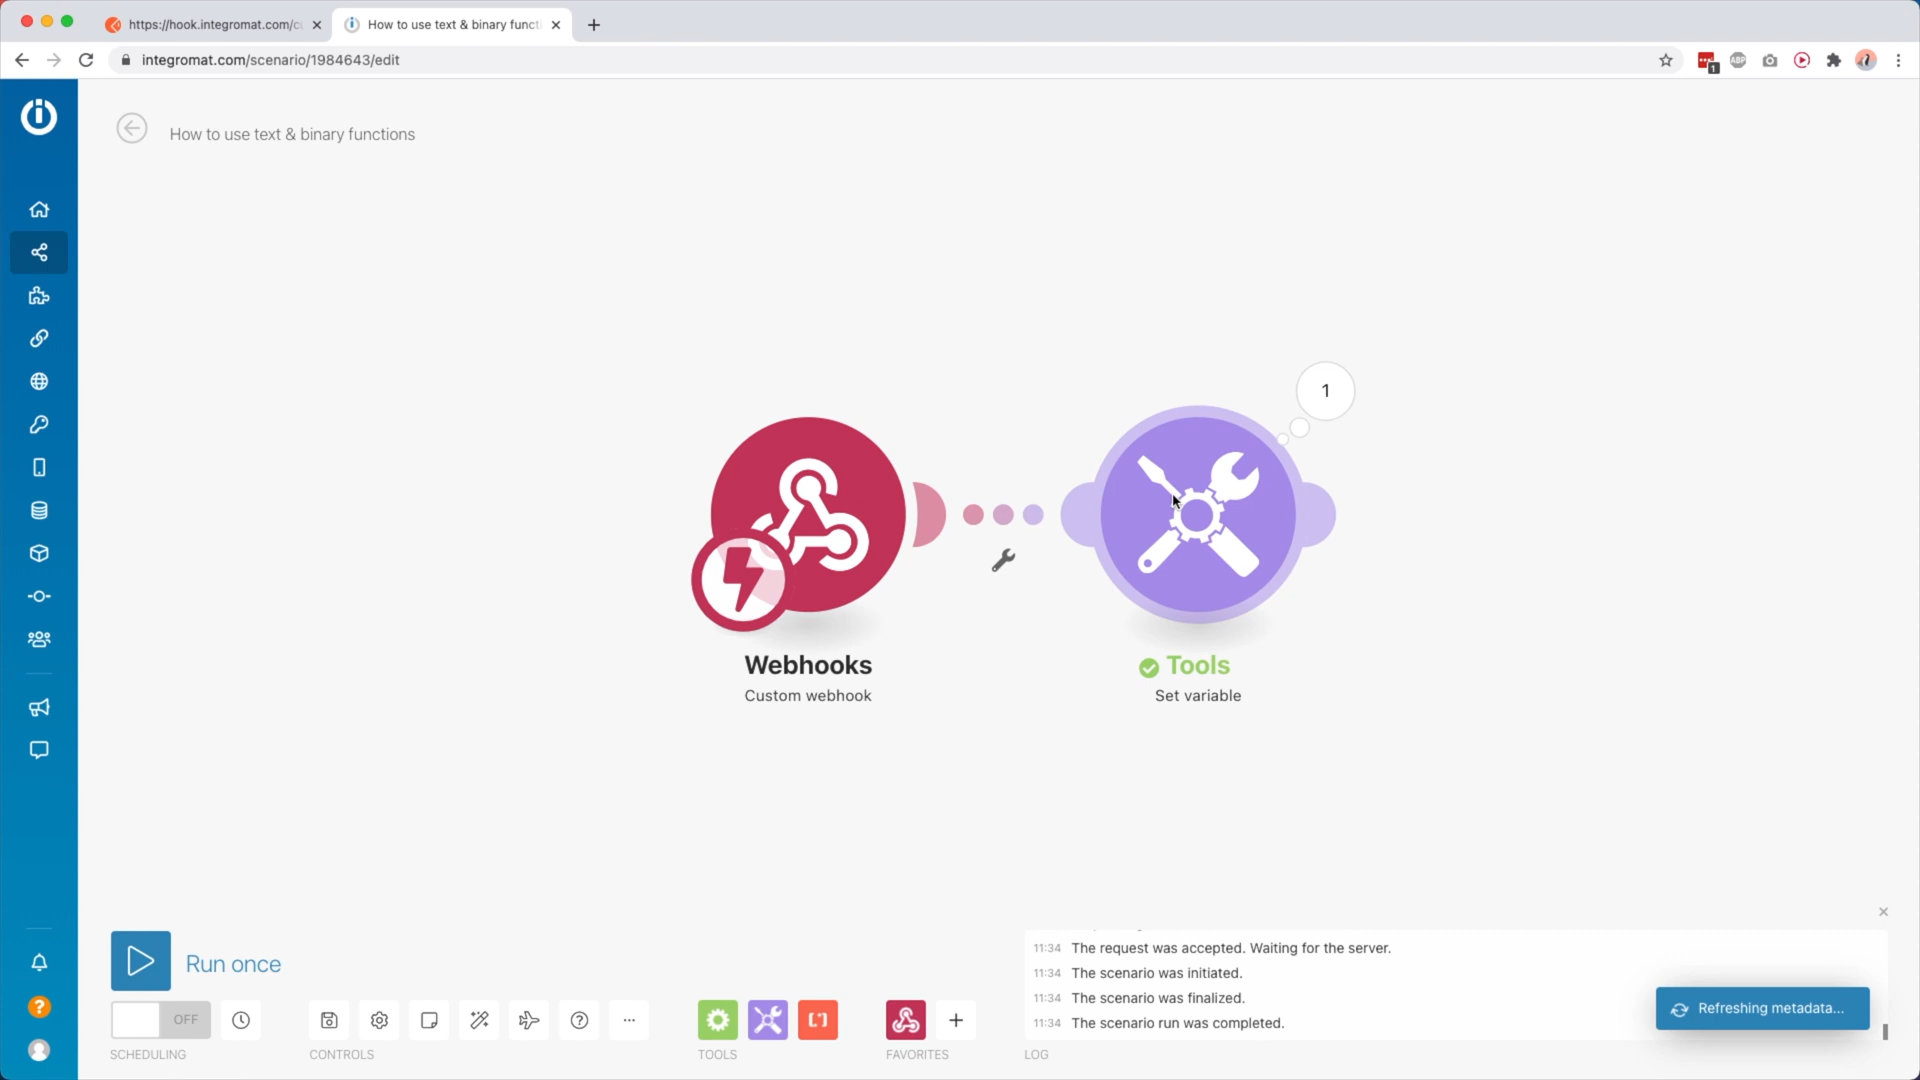 https://hook.integromat.com/c
How to use text & binary funct
integromat.com/scenario/1984643/edit
1
ABP
How to use text & binary functions
1
Webhooks
Custom webhook
Tools
Set variable
Run once
OFF
SCHEDULING
CONTROLS
TOOLS
FAVORITES
LOG
11:34 The request was accepted. Waiting for the server.
11:34 The scenario was initiated.
11:34 The scenario was finalized.
11:34 The scenario run was completed.
Refreshing metadata...